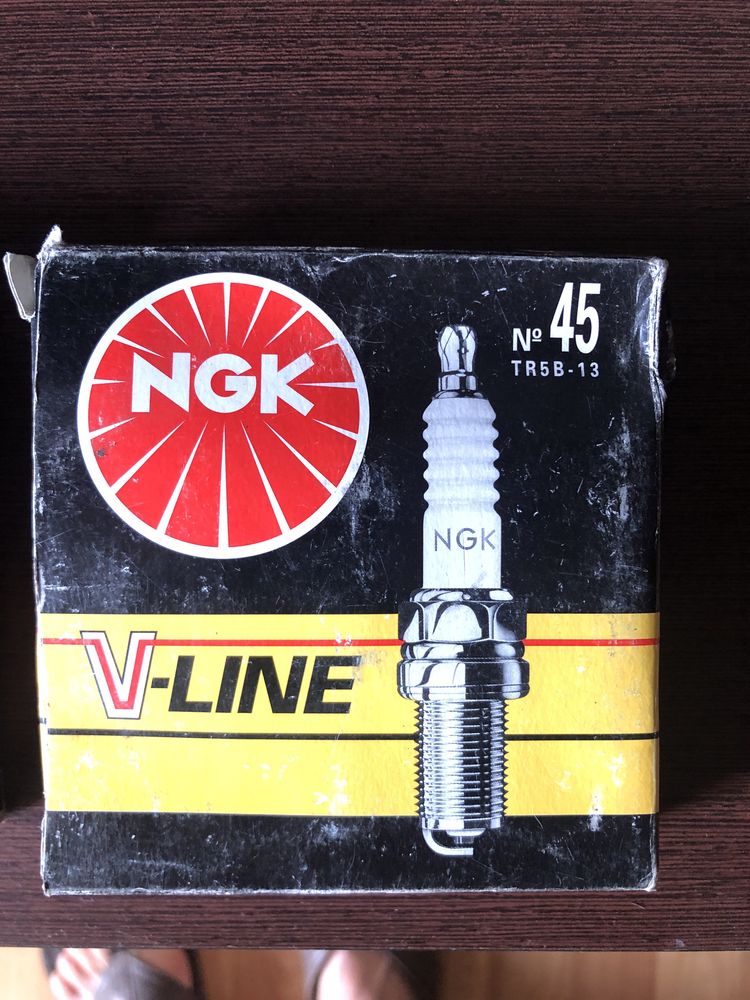 NGK
Nº 45
TR5B-13
NGK
V-LINE